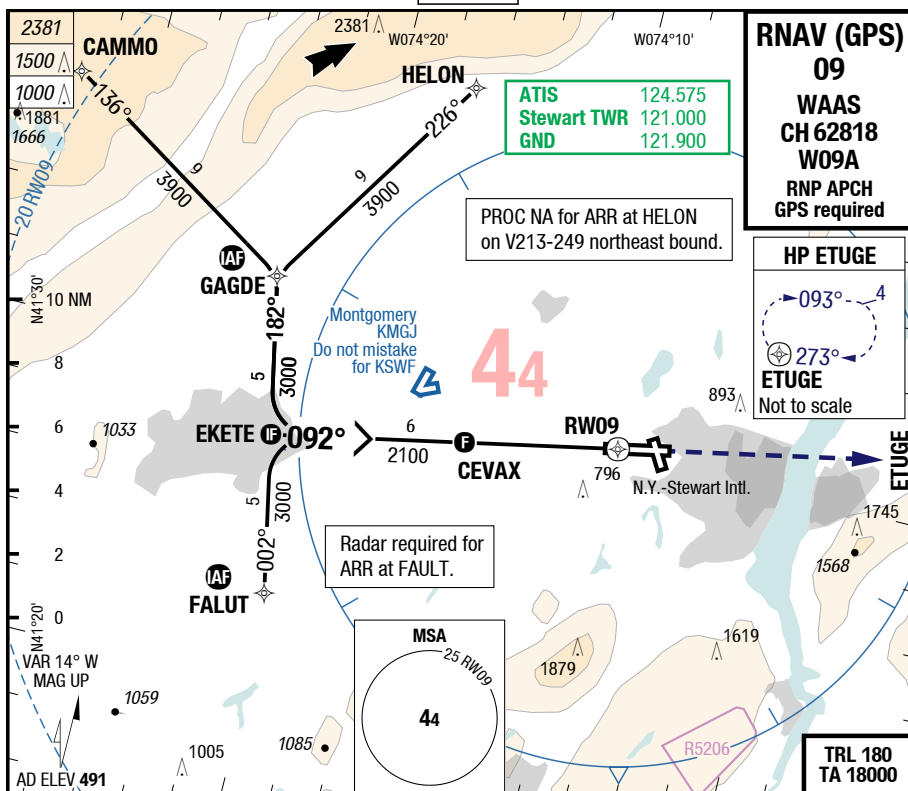 2381
1500
1000
1881
1666
20 RW09
CAMMO
136°
9
3900
2381
W074°20'
W074°10'
HELON
226°
9
3900
ATIS 124.575
Stewart TWR 121.000
GND 121.900
RNAV (GPS)
09
WAAS
CH 62818
W09A
RNP APCH
GPS required
PROC NA for ARR at HELON
on V213-249 northeast bound.
HP ETUGE
093°
4
273°
ETUGE
Not to scale
IAF
GAGDE
N41°30'
10 NM
182°
5
3000
Montgomery
KMGJ
Do not mistake
for KSWF
44
893
8
6
4
2
0
1033
EKETE
IF
092°
6
2100
F
CEVAX
RW09
796
N.Y.-Stewart Intl.
ETUGE
5
3000
002°
IAF
FALUT
Radar required for
ARR at FAULT.
1745
1568
N41°20'
VAR 14° W
MAG UP
1059
1005
1085
MSA
25 RW09
44
1879
1619
R5206
AD ELEV 491
TRL 180
TA 18000